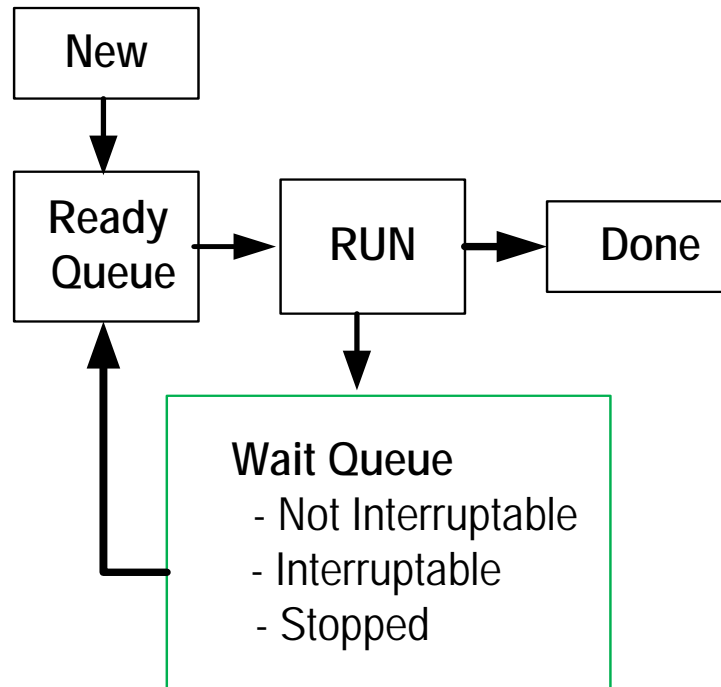 New
Ready
Queue
RUN
Done
Wait Queue
- Not Interruptable
- Interruptable
- Stopped